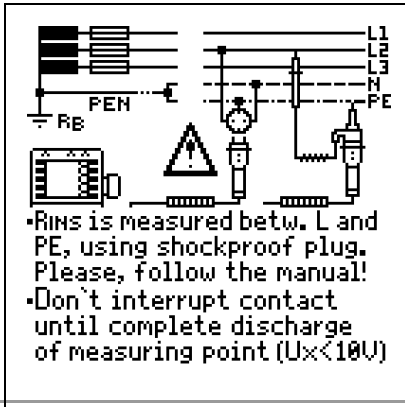 L1
L2
L3
N
PE
PEN
RB
-RINS is measured betw. L and
PE, using shockproof plug.
Please, follow the manual!
-Don`t interrupt contact
until complete discharge
of measuring point (Ux<10V)